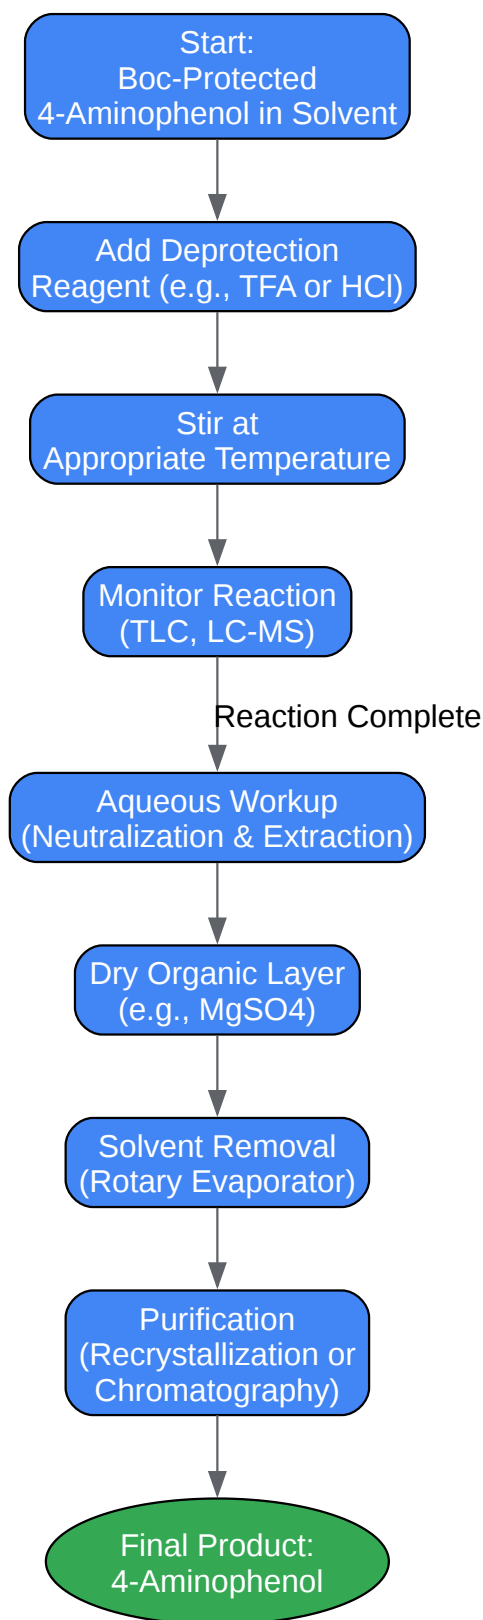 Start:
Boc-Protected
4-Aminophenol in Solvent
Add Deprotection
Reagent (e.g., TFA or HCl)
Stir at
Appropriate Temperature
Monitor Reaction
(TLC, LC-MS)
Reaction Complete
Aqueous Workup
(Neutralization & Extraction)
Dry Organic Layer
(e.g., MgSO4)
Solvent Removal
(Rotary Evaporator)
Purification
(Recrystallization or
Chromatography)
Final Product:
4-Aminophenol